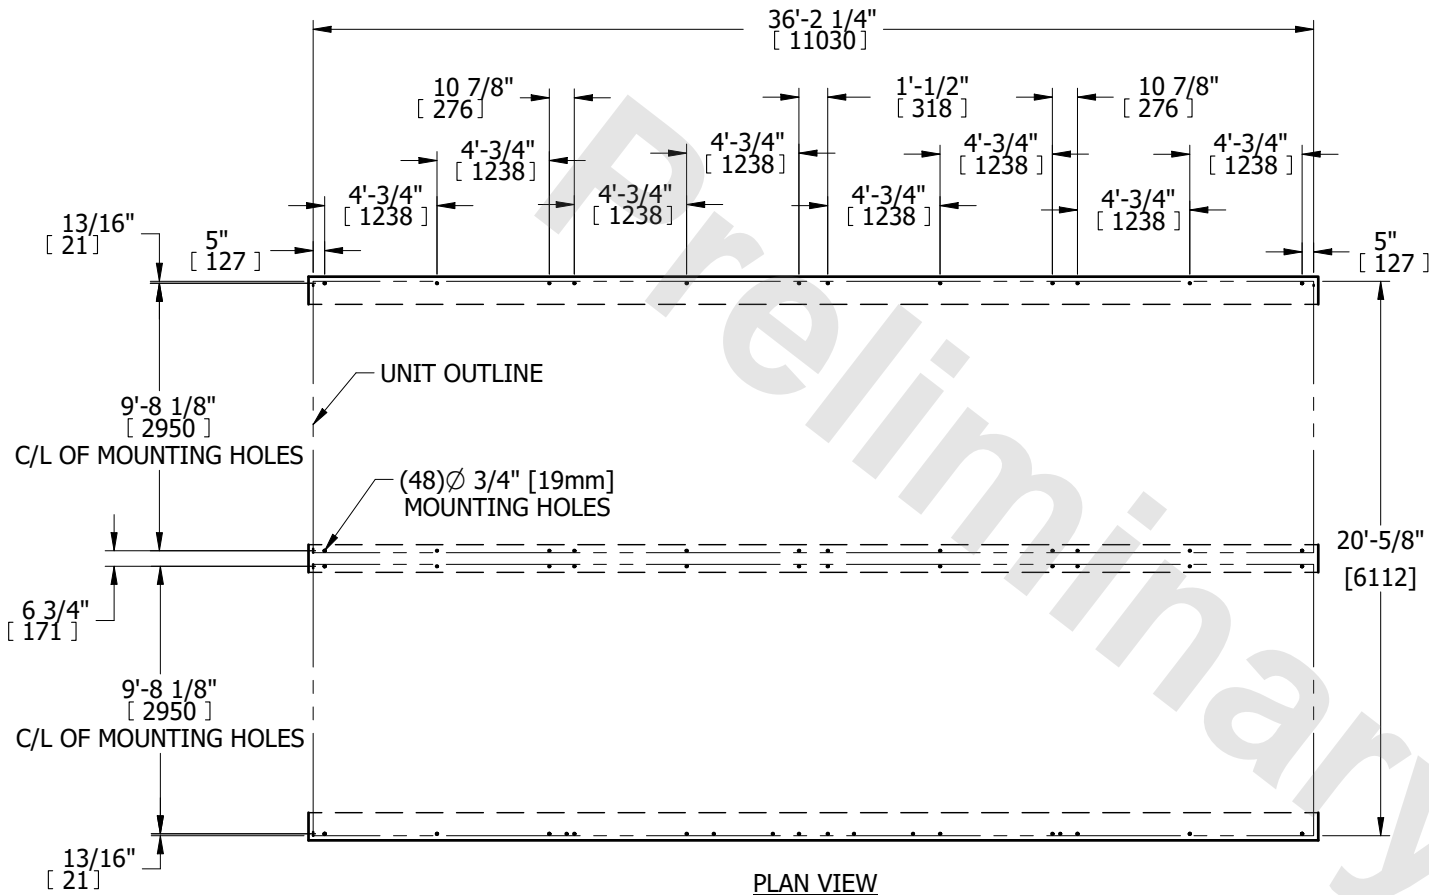 36'-2 1/4"
[ 11030 ]
10 7/8"
[ 276 ]
1'-1/2"
[ 318 ]
10 7/8"
[ 276 ]
4'-3/4"
[ 1238 ]
4'-3/4"
[ 1238 ]
4'-3/4"
[ 1238 ]
4'-3/4"
[ 1238 ]
4'-3/4"
[ 1238 ]
4'-3/4"
[ 1238 ]
4'-3/4"
[ 1238 ]
4'-3/4"
[ 1238 ]
13/16"
[ 21 ]
5"
[ 127 ]
5"
[ 127 ]
UNIT OUTLINE
9'-8 1/8"
[ 2950 ]
C/L OF MOUNTING HOLES
(48)Ø 3/4" [19mm]
MOUNTING HOLES
20'-5/8"
[6112]
6 3/4"
[ 171 ]
9'-8 1/8"
[ 2950 ]
C/L OF MOUNTING HOLES
13/16"
[ 21 ]
PLAN VIEW
Preliminary